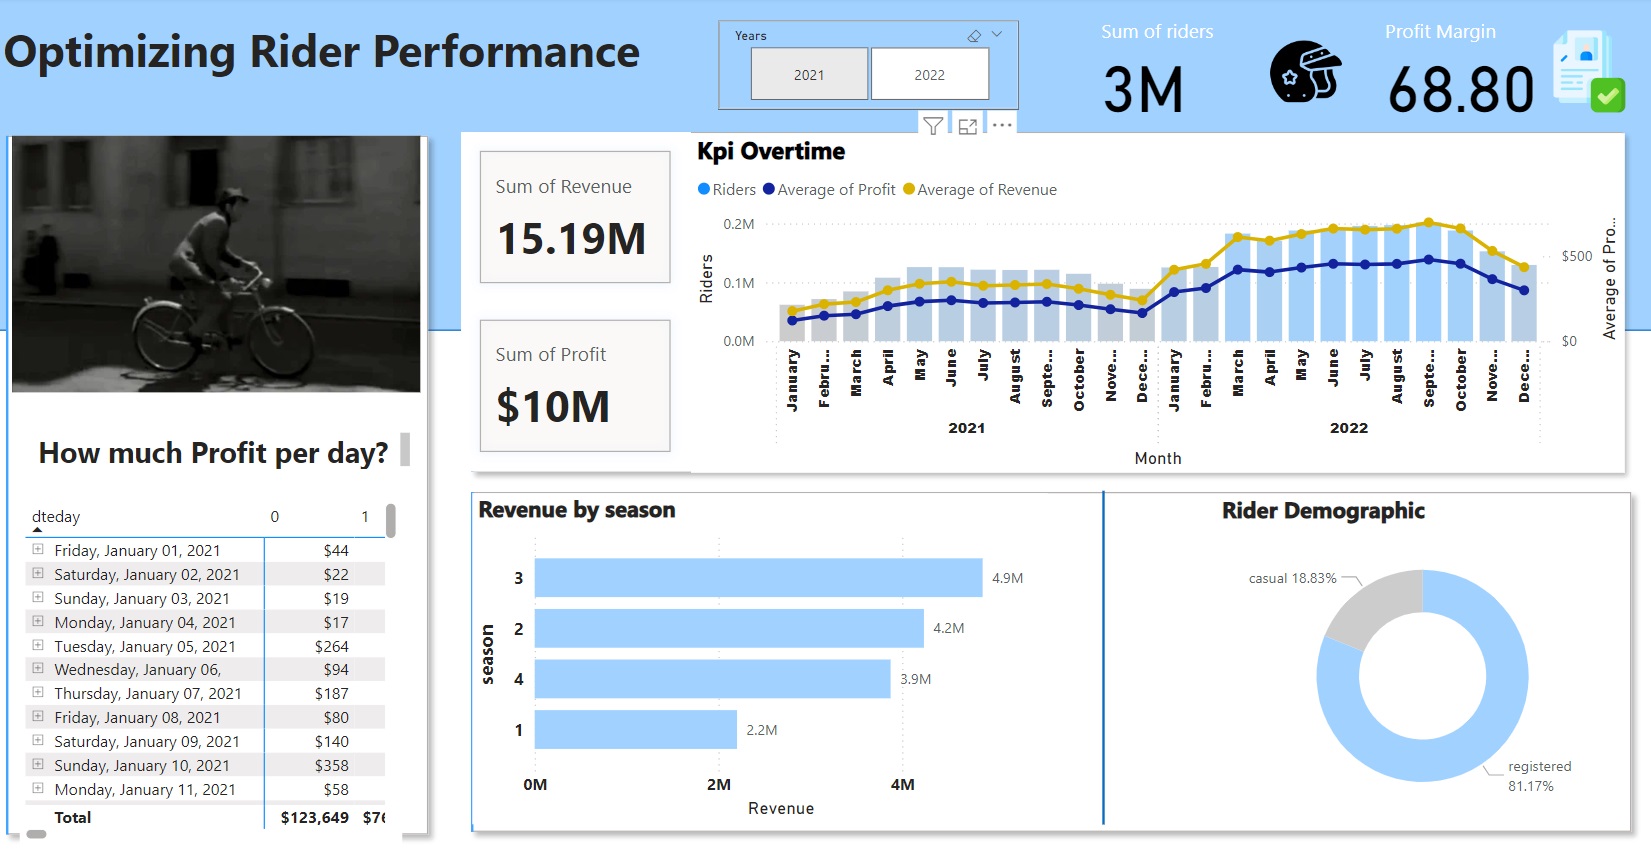 Optimizing Rider Performance
Years
2021
2022
Sum of riders
3M
Profit Margin
68.80
Sum of Revenue
15.19M
Sum of Profit
$10M
Kpi Overtime
Riders Average of Profit Average of Revenue
0.2M
0.1M
0.0M
Riders
$500
$0
Average of Pro...
January Febru... March April May June July August Septe... October Nove... Dece... January Febru... March April May June July August Septe... October Nove... Dece...
2021 2022
Month
How much Profit per day?
dteday 0 1
Friday, January 01, 2021 $44
Saturday, January 02, 2021 $22
Sunday, January 03, 2021 $19
Monday, January 04, 2021 $17
Tuesday, January 05, 2021 $264
Wednesday, January 06, $94
Thursday, January 07, 2021 $187
Friday, January 08, 2021 $80
Saturday, January 09, 2021 $140
Sunday, January 10, 2021 $358
Monday, January 11, 2021 $58
Total $123,649 $76
Revenue by season
season
3 4.9M
2 4.2M
4 3.9M
1 2.2M
0M 2M 4M
Revenue
Rider Demographic
casual 18.83%
registered
81.17%